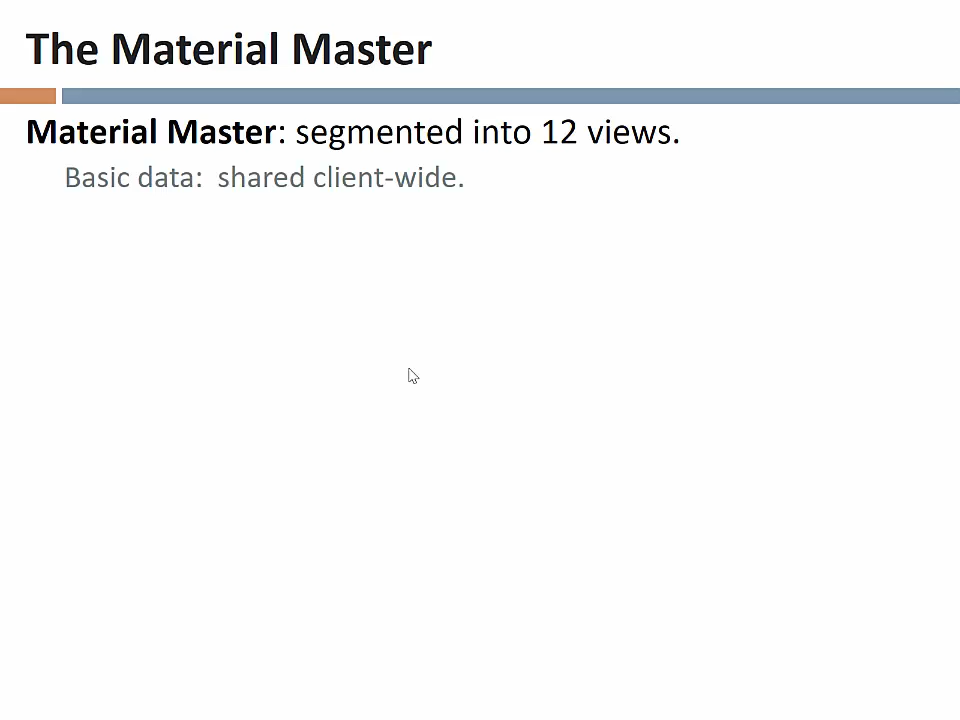 The Material Master
Material Master: segmented into 12 views.
Basic data:  shared client-wide.